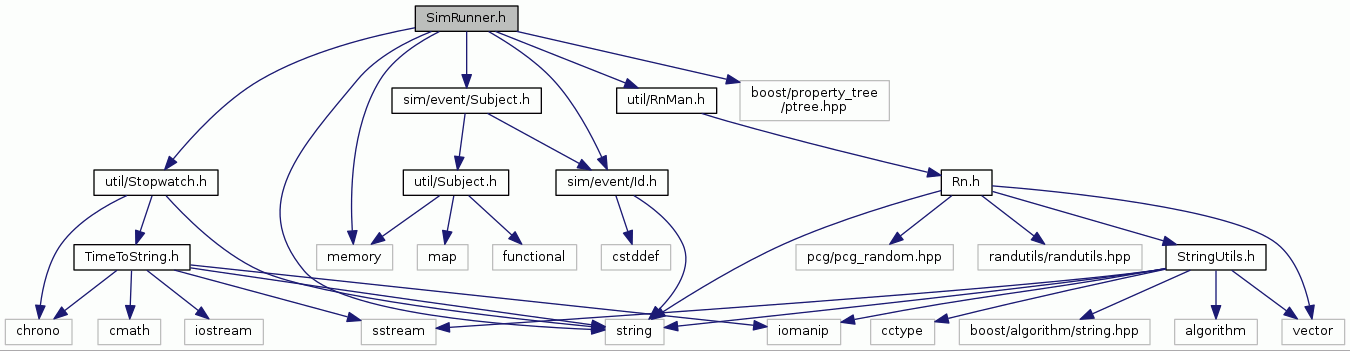 SimRunner.h
boost/property_tree
/ptree.hpp
sim/event/Subject.h
util/RnMan.h
util/Stopwatch.h
util/Subject.h
sim/event/Id.h
Rn.h
TimeToString.h
memory
map
functional
cstddef
pcg/pcg_random.hpp
randutils/randutils.hpp
StringUtils.h
chrono
cmath
iostream
sstream
string
iomanip
cctype
boost/algorithm/string.hpp
algorithm
vector